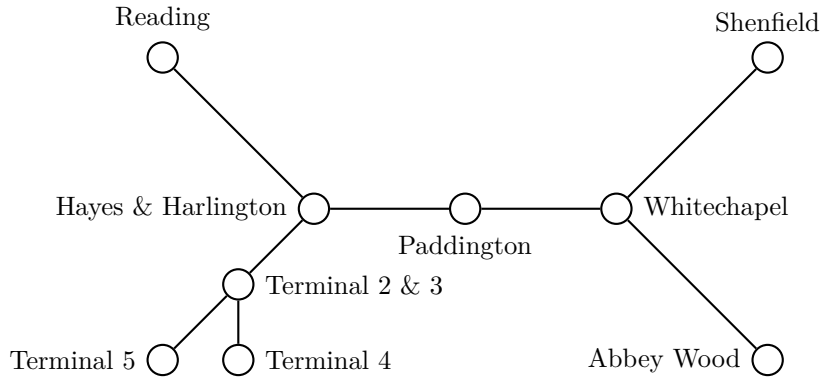 Reading
Shenfield
Hayes & Harlington
Whitechapel
Paddington
Terminal 2 & 3
Terminal 5
Terminal 4
Abbey Wood